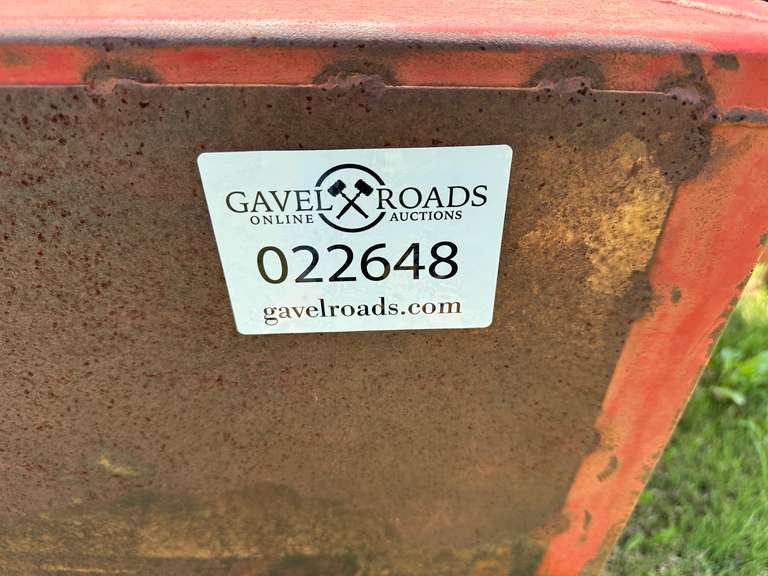 GAVEL ROADS
ONLINE AUCTIONS
022648
gavelroads.com